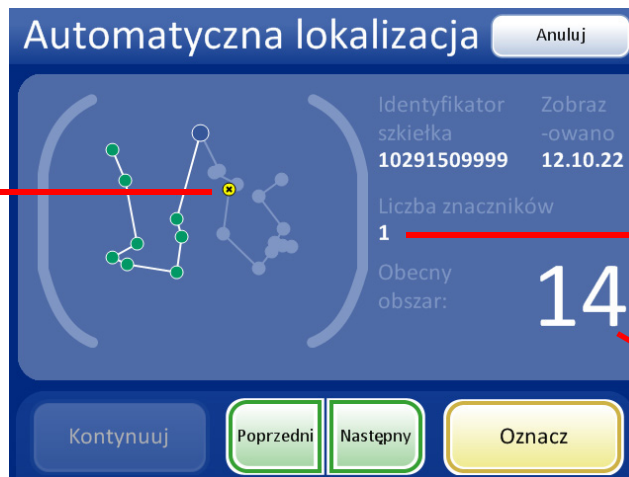 Automatyczna lokalizacja
Anuluj
Identyfikator
szkiełka
10291509999
Zobraz
-owano
12.10.22
Liczba znaczników
1
Obecny
obszar:
14
Kontynuuj
Poprzedni
Następny
Oznacz